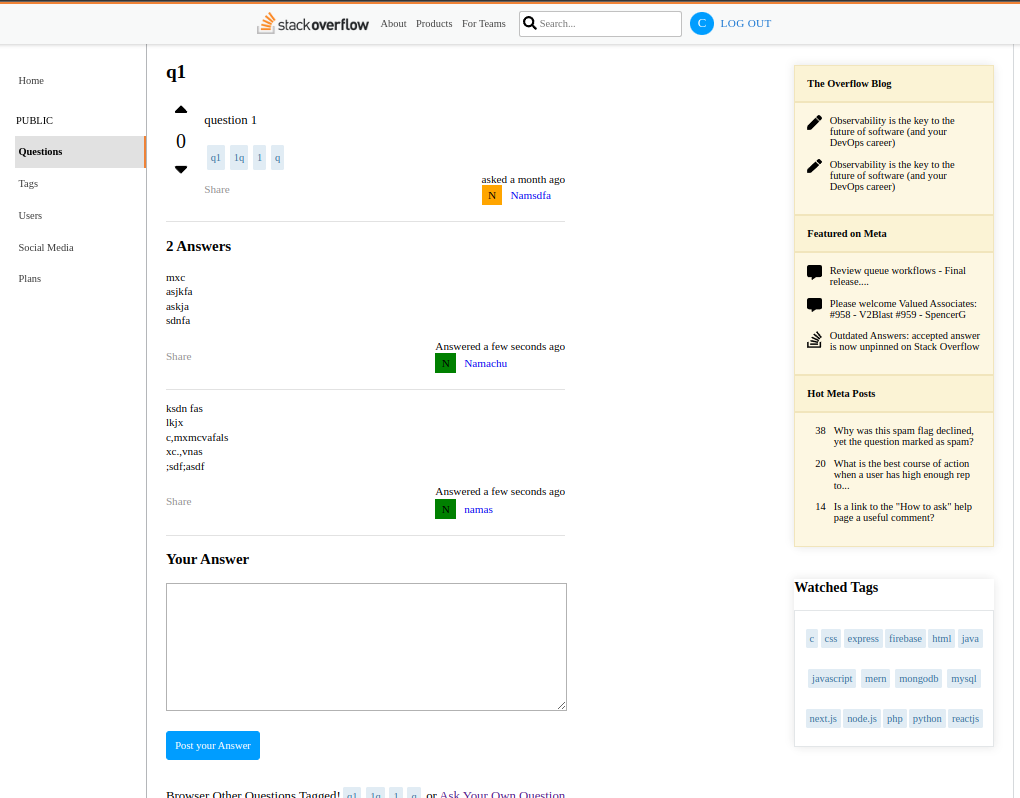 stackoverflow About Products For Teams Search... C LOG OUT
Home
PUBLIC
Questions
Tags
Users
Social Media
Plans
q1
0
question 1
q1 1q 1 q
Share
asked a month ago
N Namsdfa
2 Answers
mxc
asjkfa
askja
sdnfa
Share
Answered a few seconds ago
N Namachu
ksdn fas
lkjx
c,mxmcvafals
xc.,vnas
;sdf;asdf
Share
Answered a few seconds ago
N namas
Your Answer
Post your Answer
Browser Other Questions Tagged! q1 1q 1 q or Ask Your Own Question
The Overflow Blog
Observability is the key to the
future of software (and your
DevOps career)
Observability is the key to the
future of software (and your
DevOps career)
Featured on Meta
Review queue workflows - Final
release....
Please welcome Valued Associates:
#958 - V2Blast #959 - SpencerG
Outdated Answers: accepted answer
is now unpinned on Stack Overflow
Hot Meta Posts
38 Why was this spam flag declined,
yet the question marked as spam?
20 What is the best course of action
when a user has high enough rep
to...
14 Is a link to the "How to ask" help
page a useful comment?
Watched Tags
c css express firebase html java
javascript mern mongodb mysql
next.js node.js php python reactjs